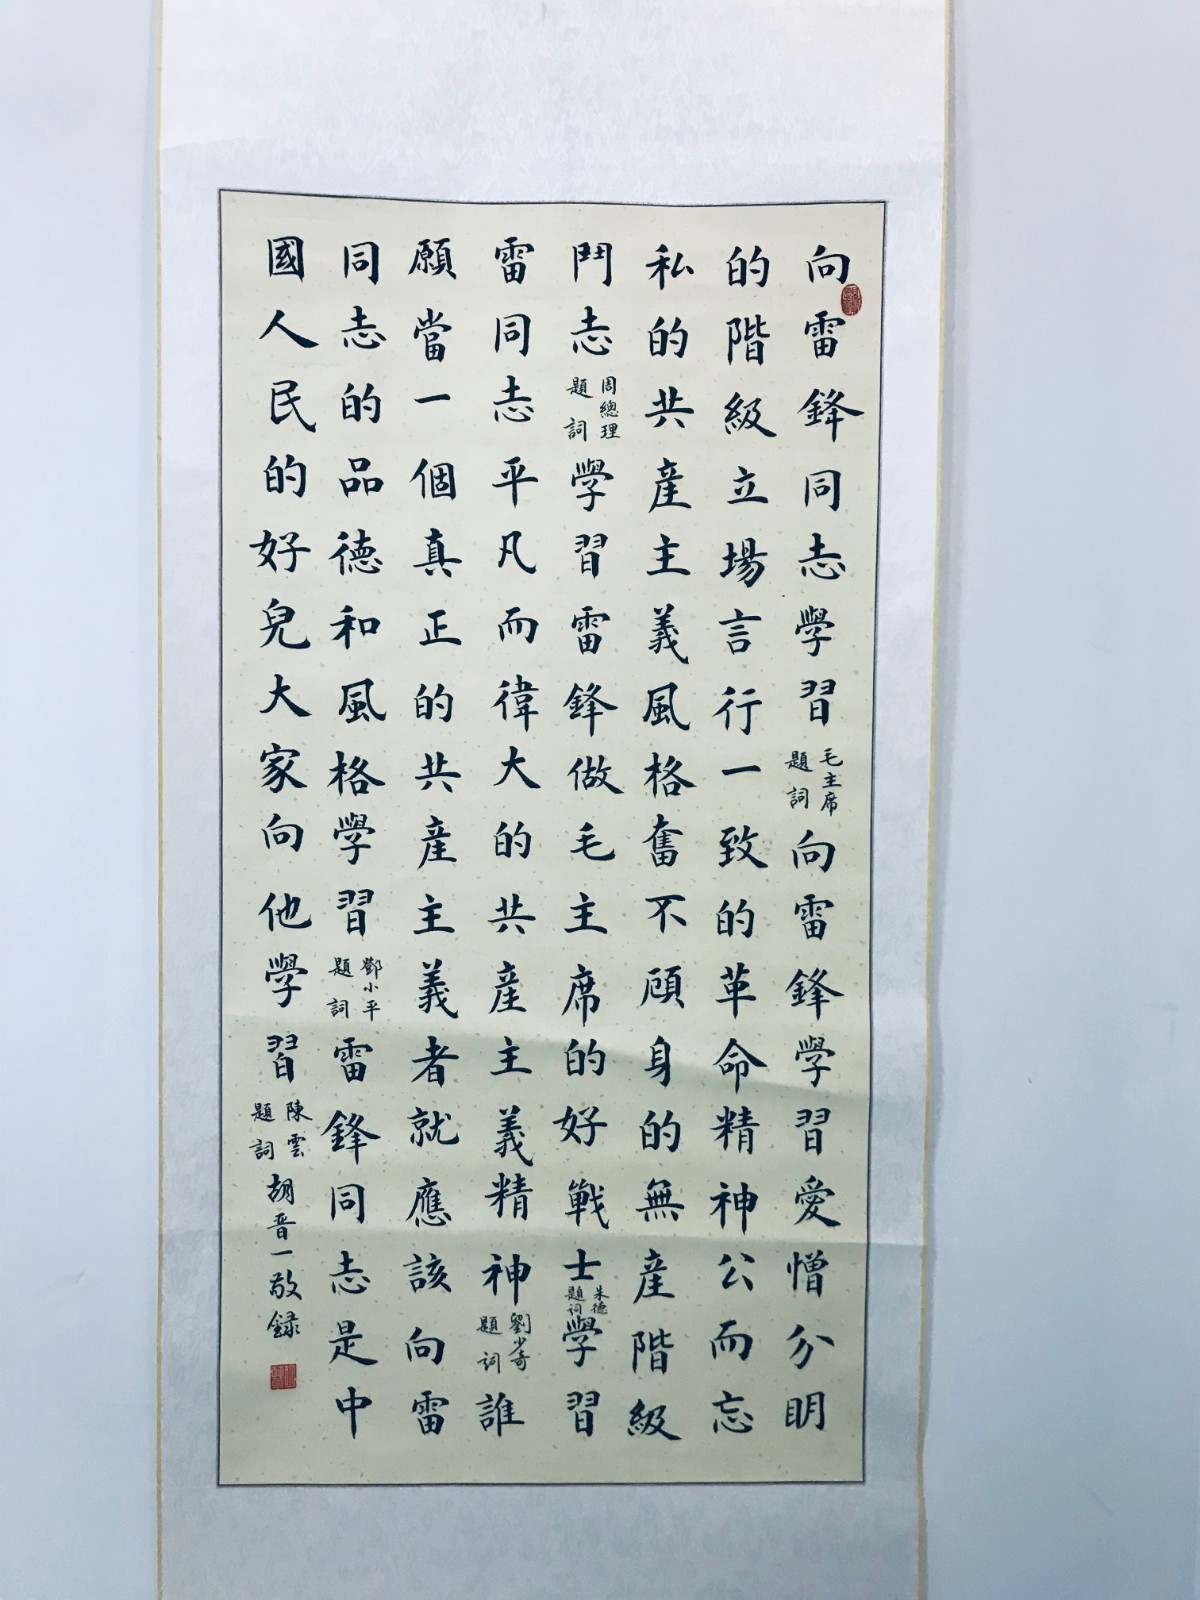 向雷鋒同志學習毛主席題詞向雷鋒學習愛憎分明
的階級立場言行一致的革命精神公而忘
私的共産主義風格奮不顧身的無産階級
鬥志周總理題詞學習雷鋒做毛主席的好戰士朱德題詞學習
雷同志平凡而偉大的共産主義精神劉少奇題詞誰
願當一個真正的共産主義者就應該向雷
同志的品德和風格學習鄧小平題詞雷鋒同志是中
國人民的好兒大家向他學習陳雲題詞胡晋一敬録